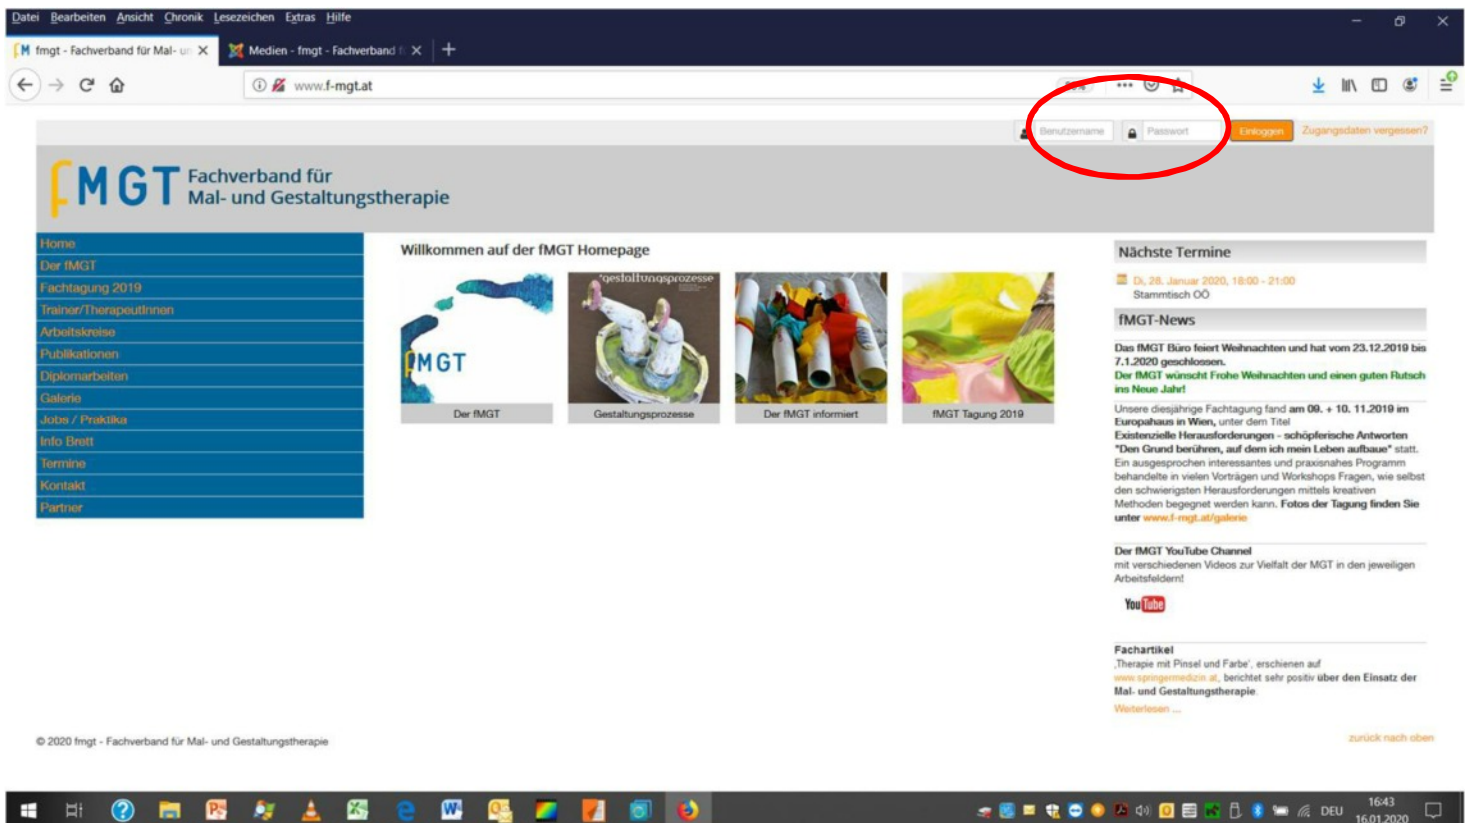 Datei Bearbeiten Ansicht Chronik Lesezeichen Extras Hilfe
fmgt - Fachverband für Mal- un
Medien - fmgt - Fachverband f
www.f-mgt.at
Benutzername
Passwort
Einloggen
Zugangsdaten vergessen?
fMGT Fachverband für
Mal- und Gestaltungstherapie
Home
Der fMGT
Fachtagung 2019
Trainer/TherapeutInnen
Arbeitskreise
Publikationen
Diplomarbeiten
Galerie
Jobs / Praktika
Info Brett
Termine
Kontakt
Partner
Willkommen auf der fMGT Homepage
fMGT
Der fMGT
gestaltungsprozesse
Gestaltungsprozesse
Der fMGT informiert
fMGT Tagung 2019
Nächste Termine
Di, 28. Januar 2020, 18:00 - 21:00
Stammtisch OÖ
fMGT-News
Das fMGT Büro feiert Weihnachten und hat vom 23.12.2019 bis
7.1.2020 geschlossen.
Der fMGT wünscht Frohe Weihnachten und einen guten Rutsch
ins Neue Jahr!
Unsere diesjährige Fachtagung fand am 09. + 10. 11.2019 im
Europahaus in Wien, unter dem Titel
Existenzielle Herausforderungen - schöpferische Antworten
"Den Grund berühren, auf dem ich mein Leben aufbaue" statt.
Ein ausgesprochen interessantes und praxisnahes Programm
behandelte in vielen Vorträgen und Workshops Fragen, wie selbst
den schwierigsten Herausforderungen mittels kreativen
Methoden begegnet werden kann. Fotos der Tagung finden Sie
unter www.f-mgt.at/galerie
Der fMGT YouTube Channel
mit verschiedenen Videos zur Vielfalt der MGT in den jeweiligen
Arbeitsfeldern!
YouTube
Fachartikel
‚Therapie mit Pinsel und Farbe', erschienen auf
www.springermedizin.at, berichtet sehr positiv über den Einsatz der
Mal- und Gestaltungstherapie.
Weiterlesen ...
© 2020 fmgt - Fachverband für Mal- und Gestaltungstherapie
zurück nach oben
DEU
16:43
16.01.2020